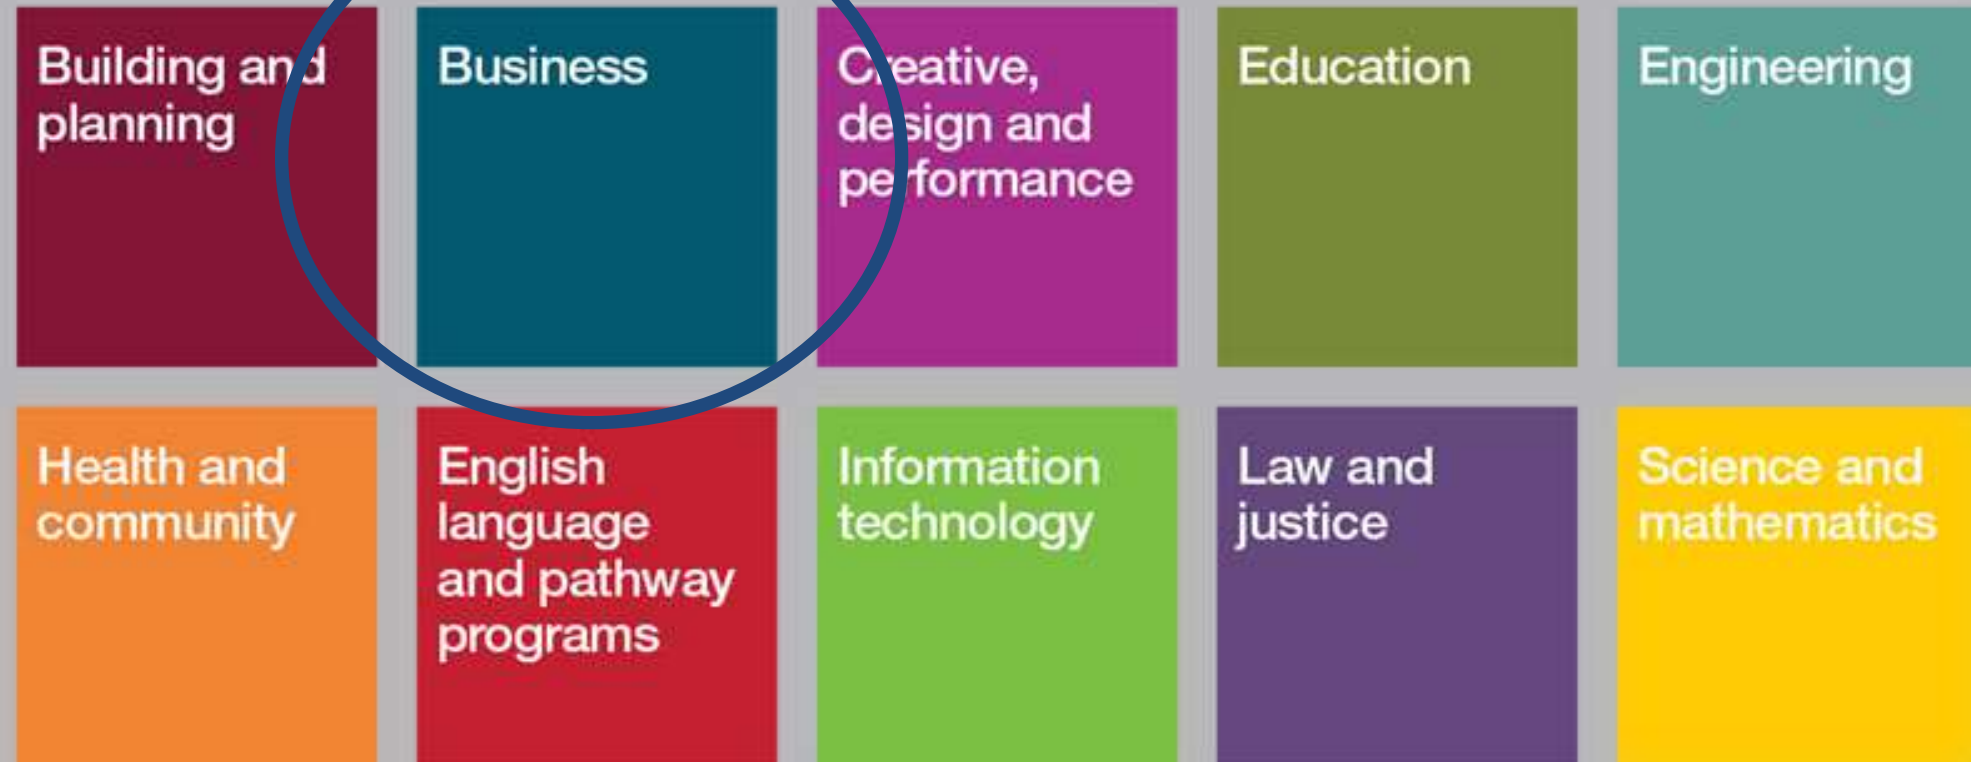 Building and
planning
Business
Creative,
design and
performance
Education
Engineering
Health and
community
English
language
and pathway
programs
Information
technology
Law and
justice
Science and
mathematics